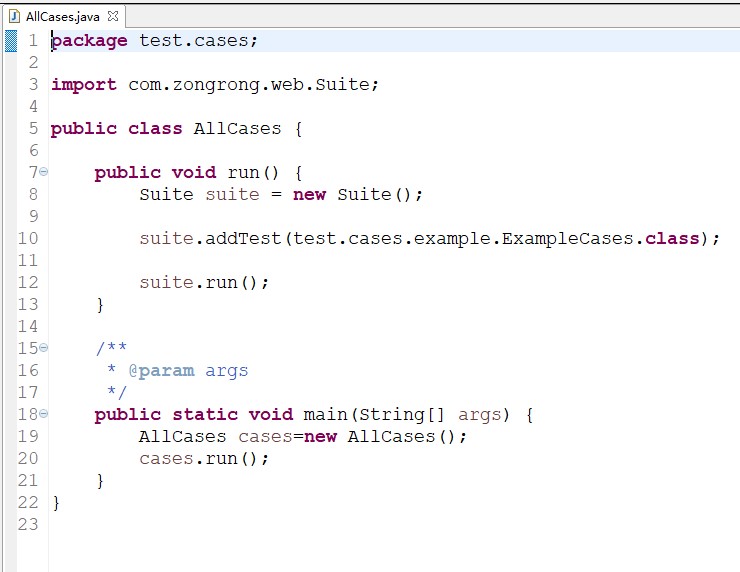 AllCases.java
1 package test.cases;
2
3 import com.zongrong.web.Suite;
4
5 public class AllCases {
6
7     public void run() {
8         Suite suite = new Suite();
9
10         suite.addTest(test.cases.example.ExampleCases.class);
11
12         suite.run();
13     }
14
15     /**
16      * @param args
17      */
18     public static void main(String[] args) {
19         AllCases cases=new AllCases();
20         cases.run();
21     }
22 }
23